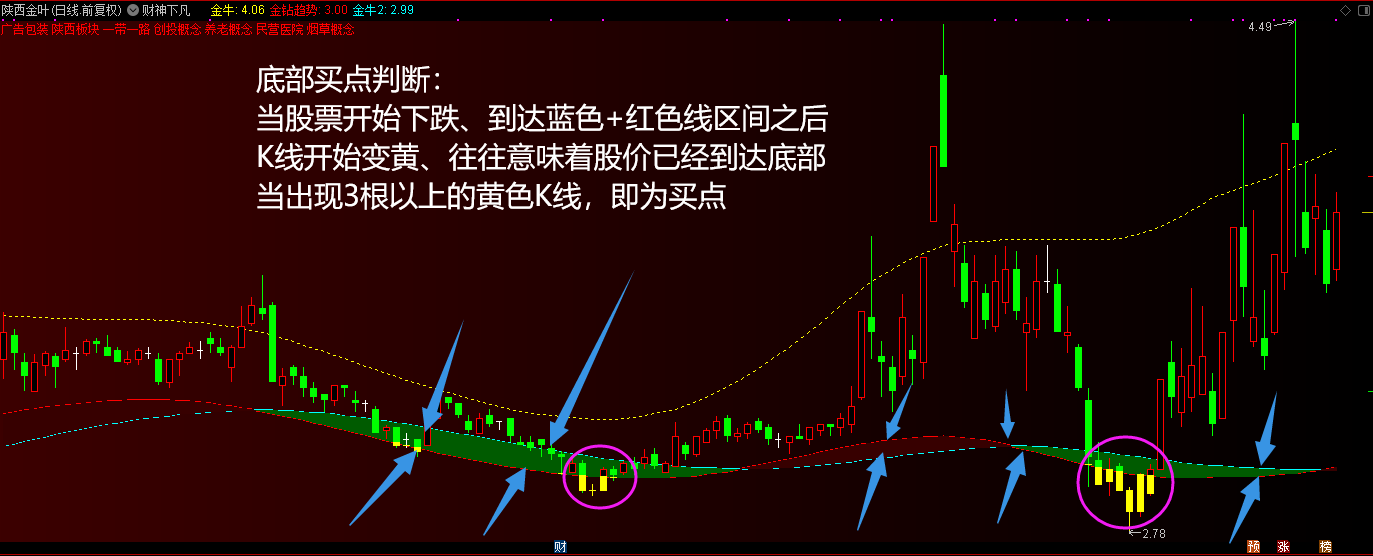 陕西金叶(日线.前复权) 财神下凡 金牛: 4.06 金钻趋势: 3.00 金牛2: 2.99
广告包装 陕西板块 一带一路 创投概念 养老概念 民营医院 烟草概念
4.49
底部买点判断：
当股票开始下跌、到达蓝色+红色线区间之后
K线开始变黄、往往意味着股价已经到达底部
当出现3根以上的黄色K线，即为买点
2.78
财 预 涨 榜